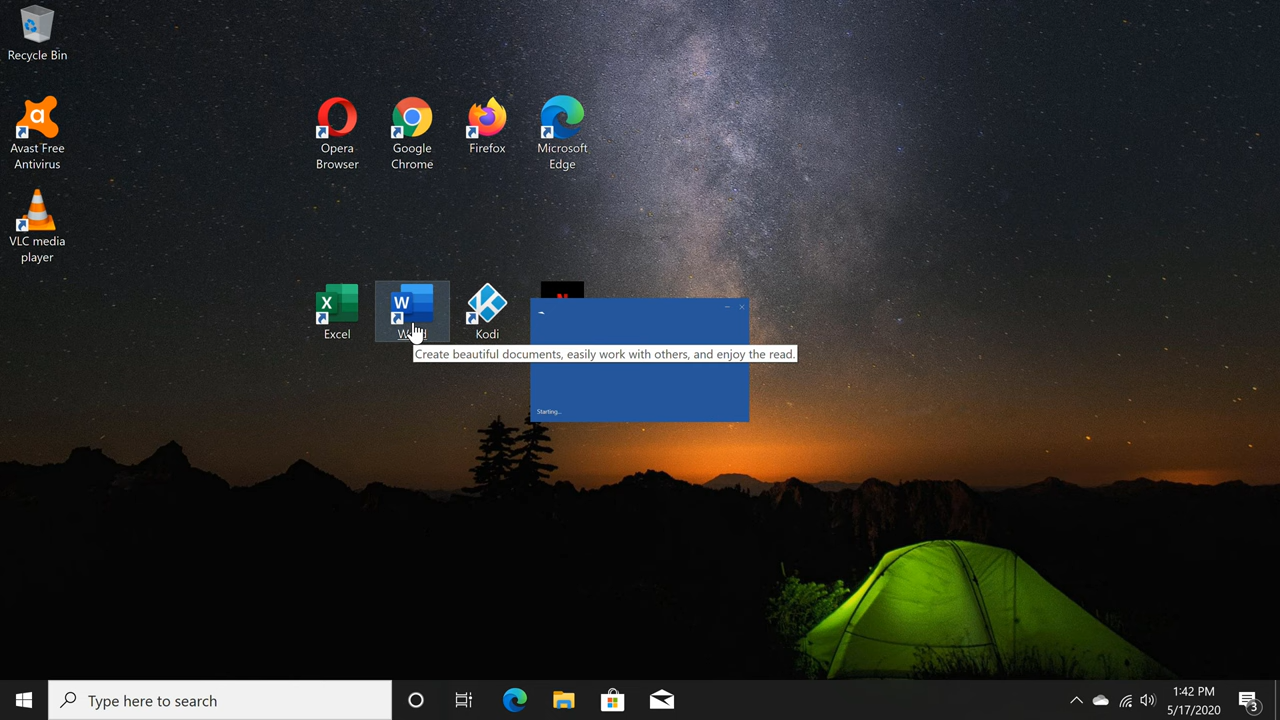 Recycle Bin
Avast Free
Antivirus
VLC media
player
Opera
Browser
Google
Chrome
Firefox
Microsoft
Edge
Excel
Kodi
Create beautiful documents, easily work with others, and enjoy the read.
Starting...
Type here to search
1:42 PM
5/17/2020
3